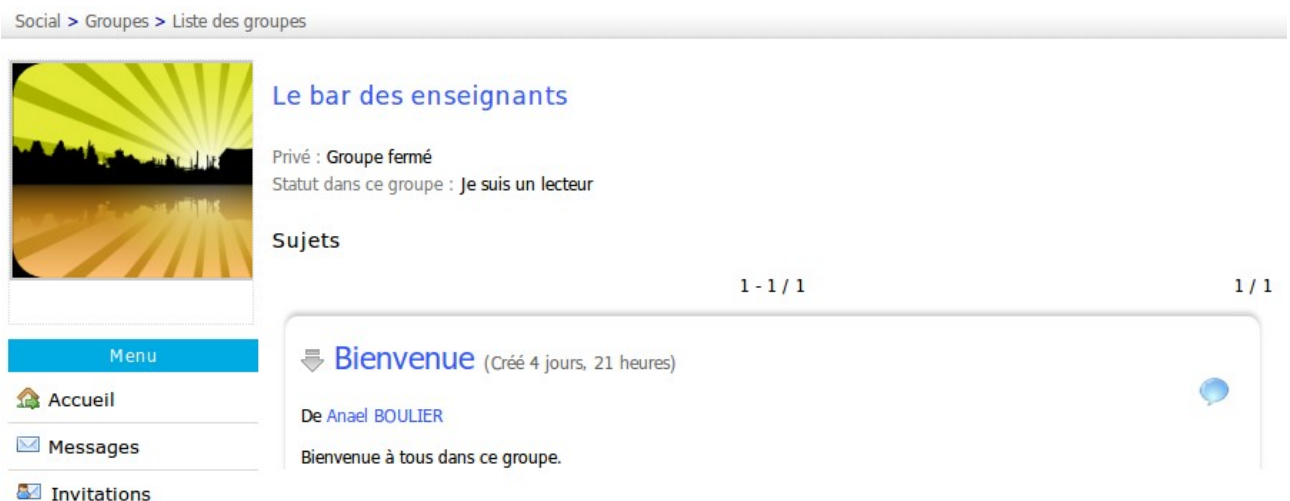 Social > Groupes > Liste des groupes
Le bar des enseignants
Privé : Groupe fermé
Statut dans ce groupe : Je suis un lecteur
Sujets
1 - 1 / 1 1 / 1
Menu
Accueil
Messages
Invitations
Bienvenue (Créé 4 jours, 21 heures)
De Anael BOULIER
Bienvenue à tous dans ce groupe.